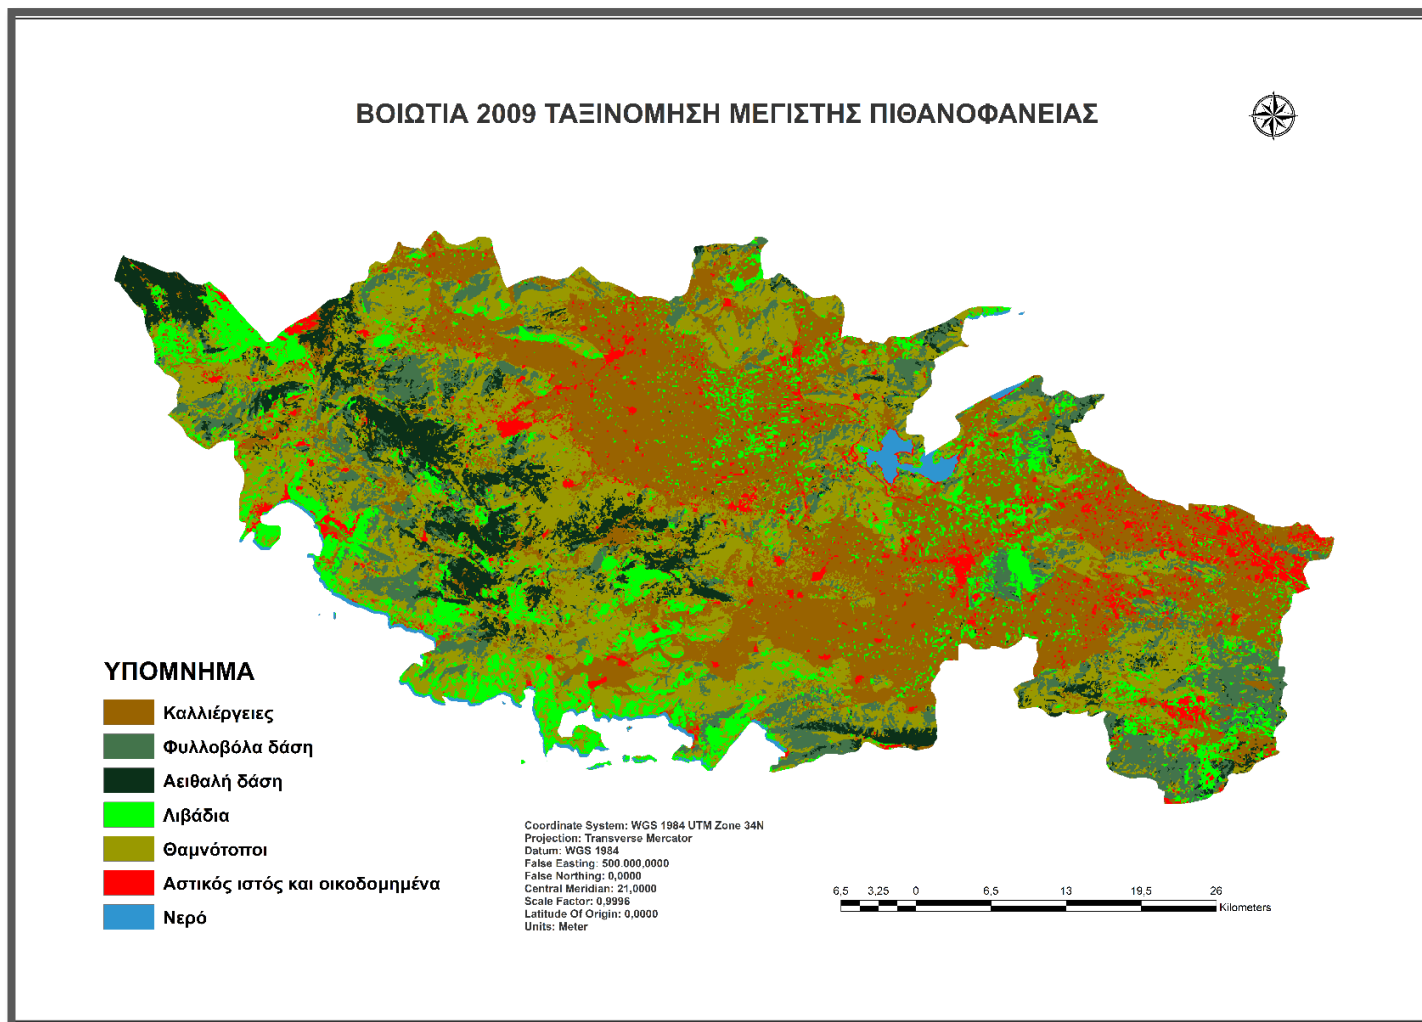 ΒΟΙΩΤΙΑ 2009 ΤΑΞΙΝΟΜΗΣΗ ΜΕΓΙΣΤΗΣ ΠΙΘΑΝΟΦΑΝΕΙΑΣ
ΥΠΟΜΝΗΜΑ
Καλλιέργειες
Φυλλοβόλα δάση
Αειθαλή δάση
Λιβάδια
Θαμνότοποι
Αστικός ιστός και οικοδομημένα
Νερό
Coordinate System: WGS 1984 UTM Zone 34N
Projection: Transverse Mercator
Datum: WGS 1984
False Easting: 500.000,0000
False Northing: 0,0000
Central Meridian: 21,0000
Scale Factor: 0,9996
Latitude Of Origin: 0,0000
Units: Meter
6,5 3,25 0 6,5 13 19,5 26
Kilometers